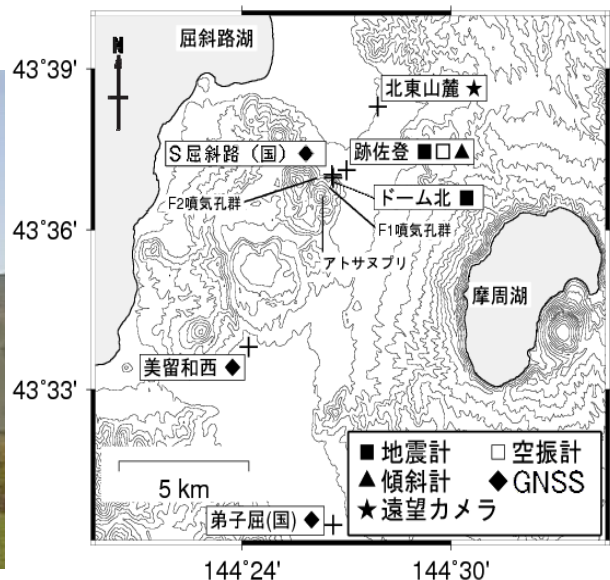 屈斜路湖
N
43°39'
北東山麓 ★
S屈斜路（国）◆
跡佐登 ■□▲
ドーム北 ■
F2噴気孔群
F1噴気孔群
43°36'
アトサヌプリ
摩周湖
美留和西 ◆
43°33'
■ 地震計 □ 空振計
▲ 傾斜計 ◆ GNSS
★ 遠望カメラ
5 km
弟子屈(国) ◆
144°24' 144°30'